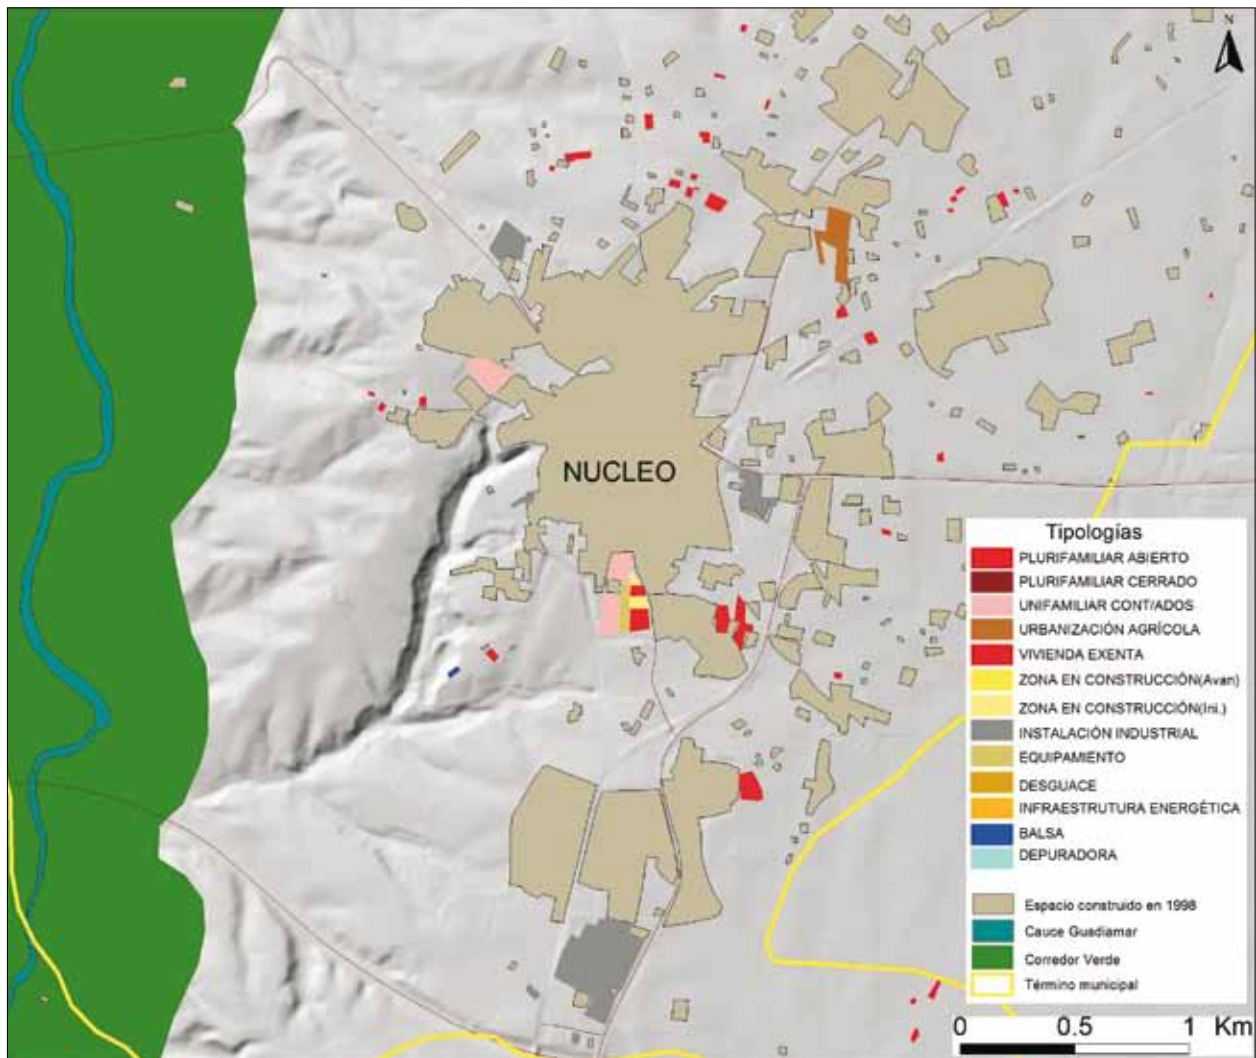 N
NUCLEO
Tipologías
PLURIFAMILIAR ABIERTO
PLURIFAMILIAR CERRADO
UNIFAMILIAR CONT/ADOS
URBANIZACIÓN AGRÍCOLA
VIVIENDA EXENTA
ZONA EN CONSTRUCCIÓN(Avan)
ZONA EN CONSTRUCCIÓN(Ini.)
INSTALACIÓN INDUSTRIAL
EQUIPAMIENTO
DESGUACE
INFRAESTRUTURA ENERGÉTICA
BALSA
DEPURADORA
Espacio construido en 1998
Cauce Guadiamar
Corredor Verde
Término municipal
0 0.5 1 Km